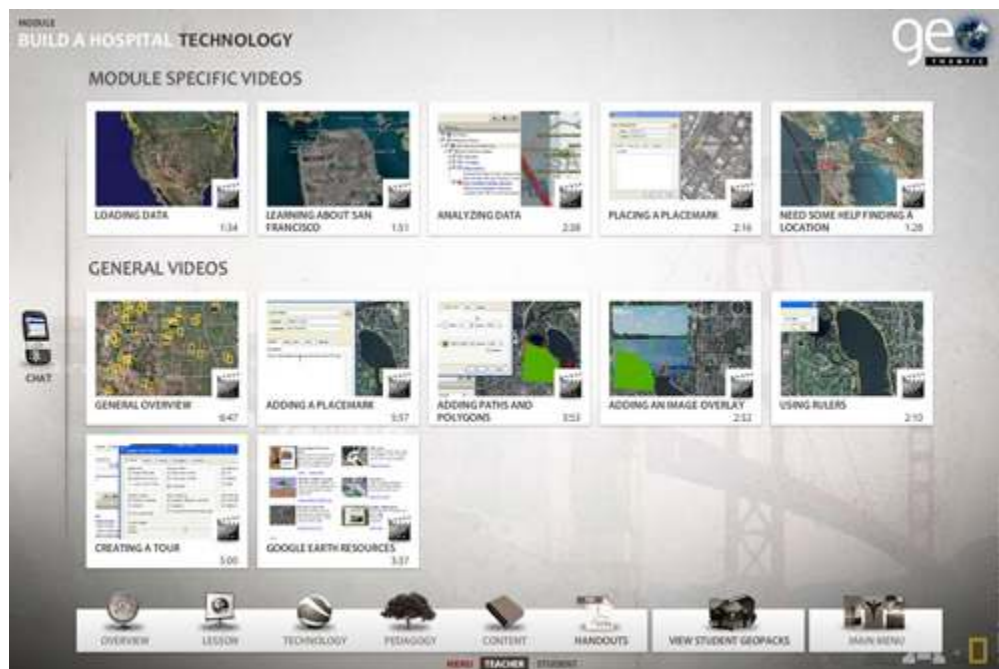 MODULE
BUILD A HOSPITAL TECHNOLOGY
geo
THENTIC
MODULE SPECIFIC VIDEOS
LOADING DATA
1:34
LEARNING ABOUT SAN
FRANCISCO
1:51
ANALYZING DATA
2:38
PLACING A PLACEMARK
2:16
NEED SOME HELP FINDING A
LOCATION
1:28
GENERAL VIDEOS
GENERAL OVERVIEW
6:47
ADDING A PLACEMARK
5:57
ADDING PATHS AND
POLYGONS
3:53
ADDING AN IMAGE OVERLAY
2:52
USING RULERS
2:10
CHAT
CREATING A TOUR
5:00
GOOGLE EARTH RESOURCES
3:37
OVERVIEW
LESSON
TECHNOLOGY
PEDAGOGY
CONTENT
HANDOUTS
VIEW STUDENT GEOPACKS
MAIN MENU
MENU TEACHER STUDENT